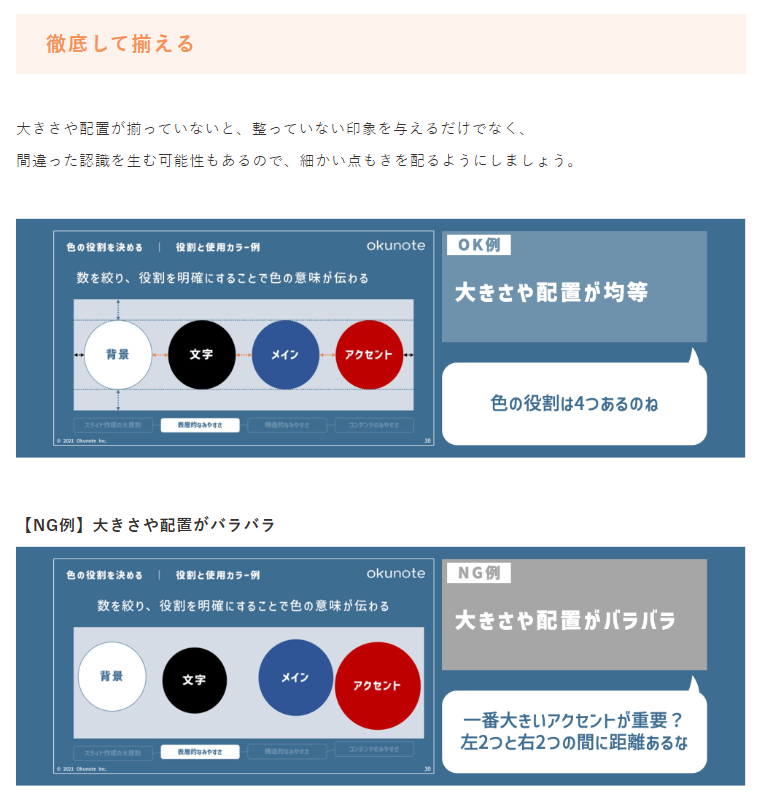 徹底して揃える
大きさや配置が揃っていないと、整っていない印象を与えるだけでなく、
間違った認識を生む可能性もあるので、細かい点もきを配るようにしましょう。
色の役割を決める | 役割と使用カラー例
okunote
数を絞り、役割を明確にすることで色の意味が伝わる
背景
文字
メイン
アクセント
スライド作成の大原則
表層的なみやすさ
構造的なみやすさ
コンテンツのみやすさ
© 2021 Okunote Inc.
30
OK例
大きさや配置が均等
色の役割は4つあるのね
【NG例】大きさや配置がバラバラ
色の役割を決める | 役割と使用カラー例
okunote
数を絞り、役割を明確にすることで色の意味が伝わる
背景
文字
メイン
アクセント
スライド作成の大原則
表層的なみやすさ
構造的なみやすさ
コンテンツのみやすさ
© 2021 Okunote Inc.
30
NG例
大きさや配置がバラバラ
一番大きいアクセントが重要？
左2つと右2つの間に距離あるな